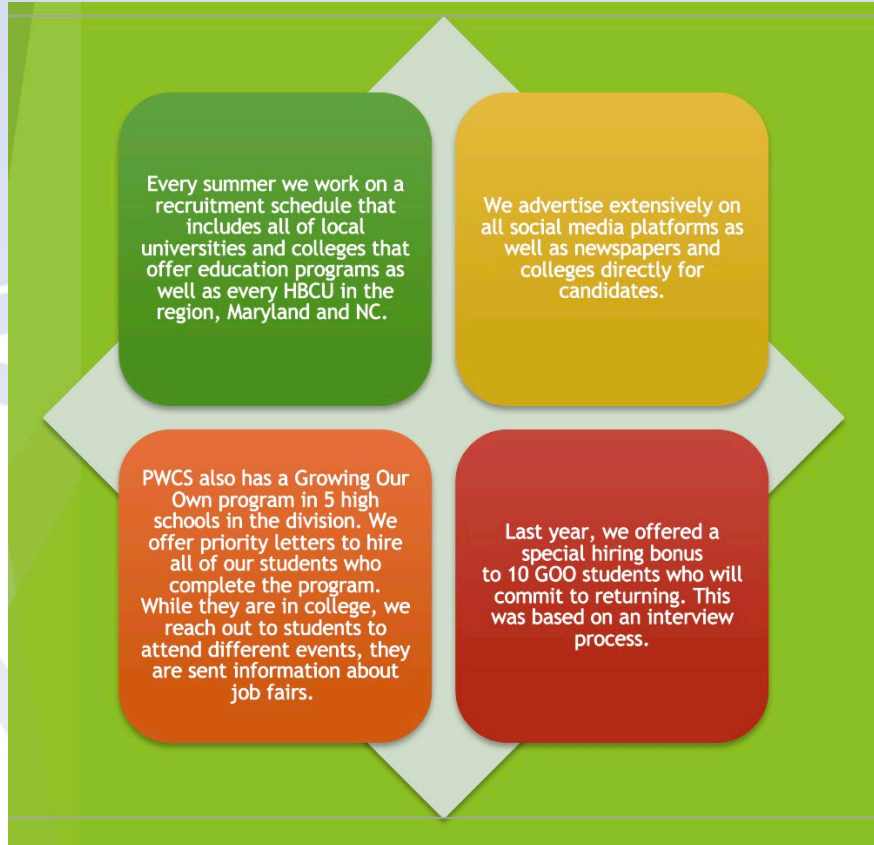 Every summer we work on a
recruitment schedule that
includes all of local
universities and colleges that
offer education programs as
well as every HBCU in the
region, Maryland and NC.
We advertise extensively on
all social media platforms as
well as newspapers and
colleges directly for
candidates.
PWCS also has a Growing Our
Own program in 5 high
schools in the division. We
offer priority letters to hire
all of our students who
complete the program.
While they are in college, we
reach out to students to
attend different events, they
are sent information about
job fairs.
Last year, we offered a
special hiring bonus
to 10 GOO students who will
commit to returning. This
was based on an interview
process.